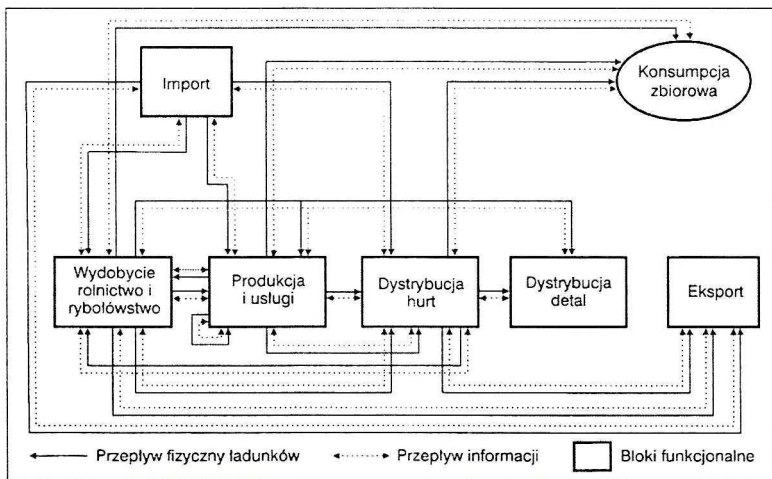 Import
Konsumpcja
zbiorowa
Wydobycie
rolnictwo i
rybołówstwo
Produkcja
i usługi
Dystrybucja
hurt
Dystrybucja
detal
Eksport
Przepływ fizyczny ładunków
Przepływ informacji
Bloki funkcjonalne